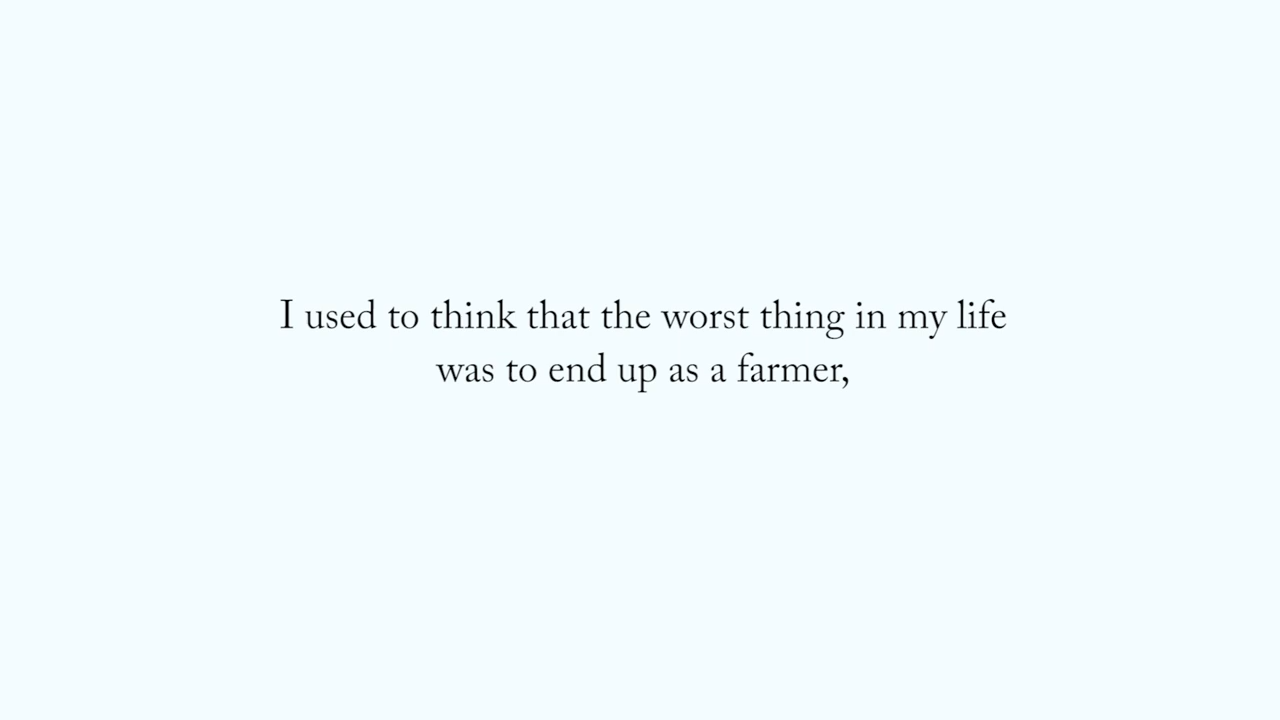 I used to think that the worst thing in my life
was to end up as a farmer,